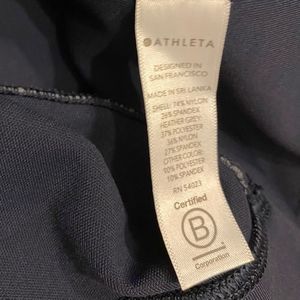 ATHLETA
DESIGNED IN
SAN FRANCISCO
MADE IN SRI LANKA
SHELL: 74% NYLON
26% SPANDEX
HEATHER GREY:
37% POLYESTER
36% NYLON
27% SPANDEX
OTHER COLOR:
90% POLYESTER
10% SPANDEX
RN 54023
Certified
B
Corporation